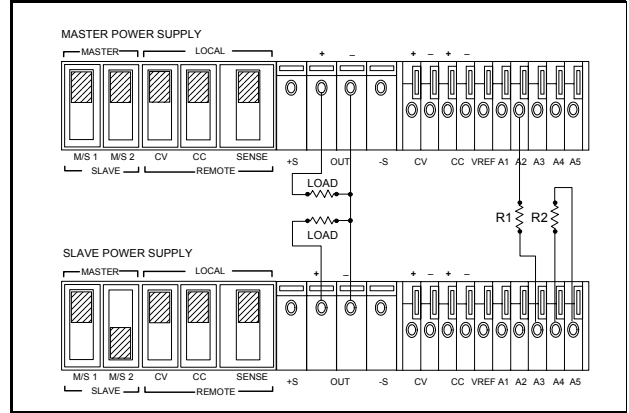 MASTER POWER SUPPLY
MASTER LOCAL
+ – + – + –
M/S 1 M/S 2 CV CC SENSE +S OUT -S CV CC VREF A1 A2 A3 A4 A5
SLAVE REMOTE
LOAD
R1 R2
LOAD
SLAVE POWER SUPPLY
MASTER LOCAL
+ – + – + –
M/S 1 M/S 2 CV CC SENSE +S OUT -S CV CC VREF A1 A2 A3 A4 A5
SLAVE REMOTE